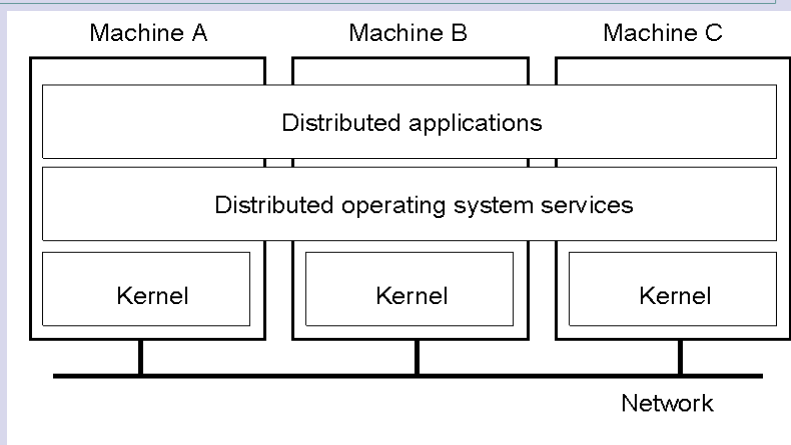 Machine A
Machine B
Machine C
Distributed applications
Distributed operating system services
Kernel
Kernel
Kernel
Network